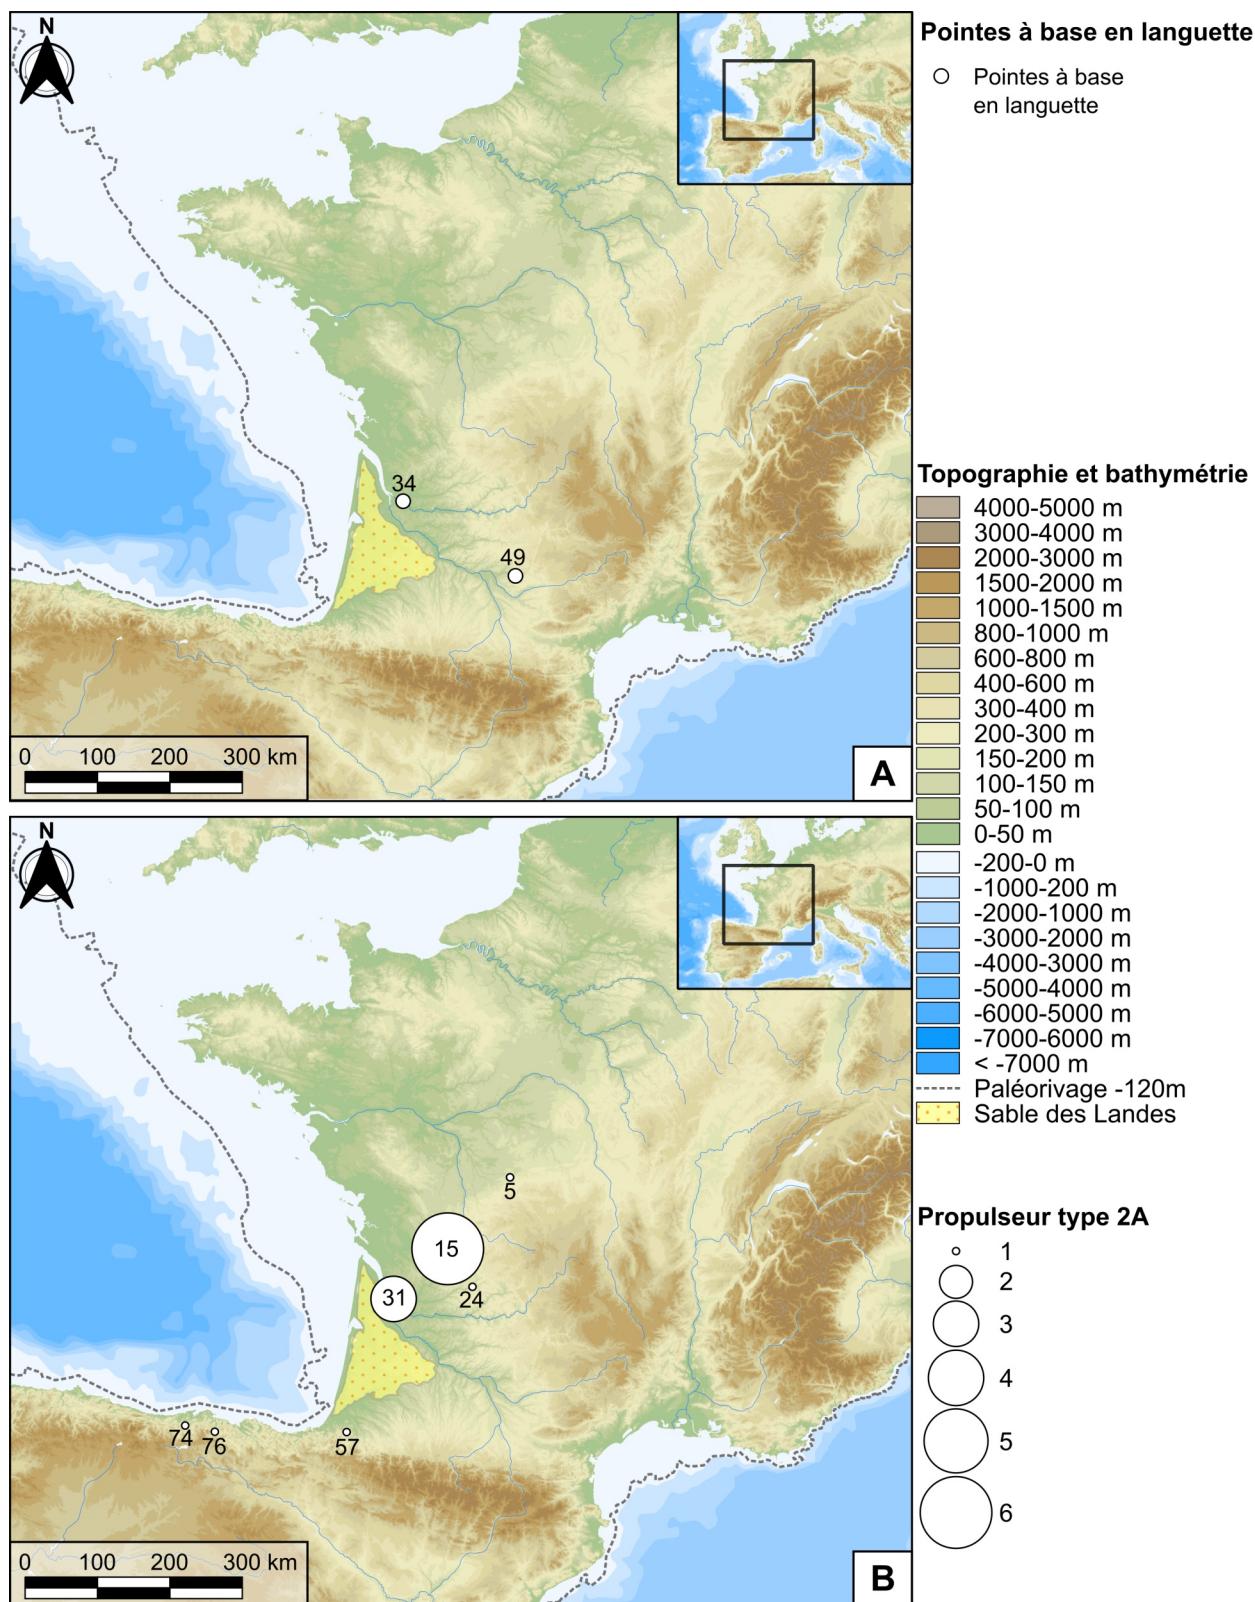 N
34
49
0 100 200 300 km
A
N
5
15
24
31
74
76
57
0 100 200 300 km
B
Pointes à base en languette
Pointes à base
en languette
Topographie et bathymétrie
4000-5000 m
3000-4000 m
2000-3000 m
1500-2000 m
1000-1500 m
800-1000 m
600-800 m
400-600 m
300-400 m
200-300 m
150-200 m
100-150 m
50-100 m
0-50 m
-200-0 m
-1000-200 m
-2000-1000 m
-3000-2000 m
-4000-3000 m
-5000-4000 m
-6000-5000 m
-7000-6000 m
< -7000 m
Paléorivage -120m
Sable des Landes
Propulseur type 2A
1
2
3
4
5
6